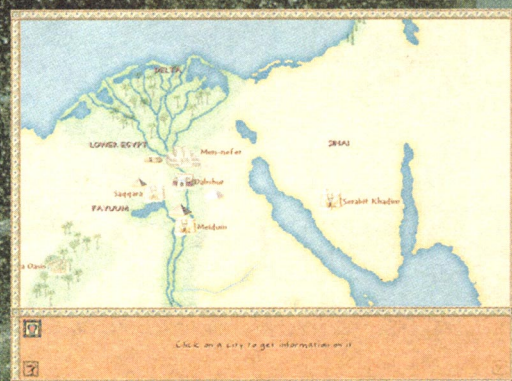 DELTA
LOWER EGYPT
Men-nefer
SINAI
Dahshur
Saqqara
Serabit Khadim
FAYUUM
Meidum
Oasis
Click on a city to get information on it